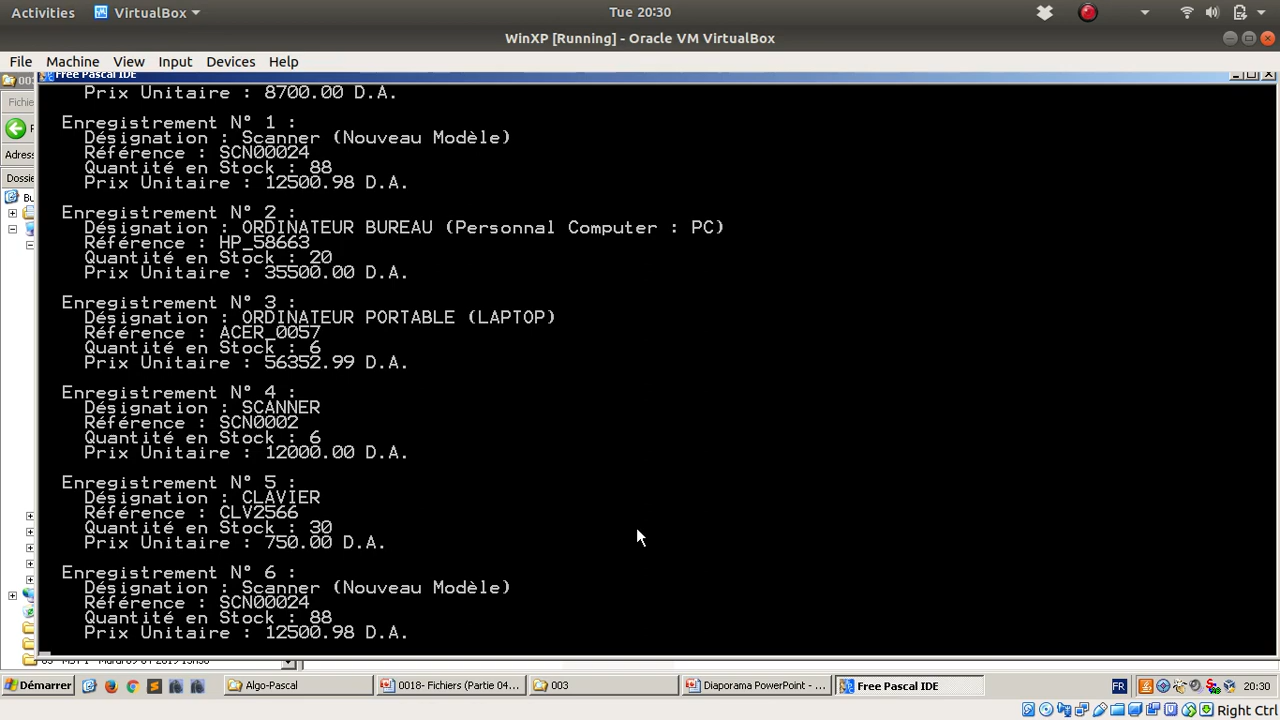 Activities VirtualBox Tue 20:30
WinXP [Running] - Oracle VM VirtualBox
File Machine View Input Devices Help
Free Pascal IDE
Fichie
Adress
Dossie
Bu
Prix Unitaire : 8700.00 D.A.
Enregistrement N° 1 :
Désignation : Scanner (Nouveau Modèle)
Référence : SCN00024
Quantité en Stock : 88
Prix Unitaire : 12500.98 D.A.
Enregistrement N° 2 :
Désignation : ORDINATEUR BUREAU (Personnal Computer : PC)
Référence : HP_58663
Quantité en Stock : 20
Prix Unitaire : 35500.00 D.A.
Enregistrement N° 3 :
Désignation : ORDINATEUR PORTABLE (LAPTOP)
Référence : ACER_0057
Quantité en Stock : 6
Prix Unitaire : 56352.99 D.A.
Enregistrement N° 4 :
Désignation : SCANNER
Référence : SCN0002
Quantité en Stock : 6
Prix Unitaire : 12000.00 D.A.
Enregistrement N° 5 :
Désignation : CLAVIER
Référence : CLV2566
Quantité en Stock : 30
Prix Unitaire : 750.00 D.A.
Enregistrement N° 6 :
Désignation : Scanner (Nouveau Modèle)
Référence : SCN00024
Quantité en Stock : 88
Prix Unitaire : 12500.98 D.A.
Démarrer Algo-Pascal 0018- Fichiers (Partie 04... 003 Diaporama PowerPoint - ... Free Pascal IDE FR 20:30
Right Ctrl